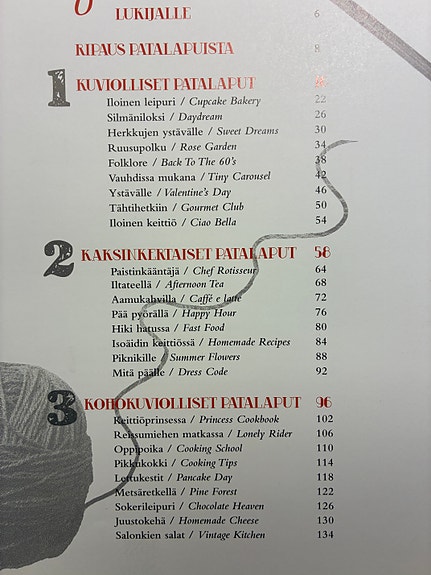 LUKIJALLE 6
KIPAUS PATALAPUISTA 8
1 KUVIOLLISET PATALAPUT
Iloinen leipuri / Cupcake Bakery 22
Silmäniloksi / Daydream 26
Herkkujen ystävälle / Sweet Dreams 30
Ruusupolku / Rose Garden 34
Folklore / Back To The 60's 38
Vauhdissa mukana / Tiny Carousel 42
Ystävälle / Valentine's Day 46
Tähtihetkiin / Gourmet Club 50
Iloinen keittiö / Ciao Bella 54
2 KAKSINKERTAISET PATALAPUT 58
Paistinkääntäjä / Chef Rotisseur 64
Iltateellä / Afternoon Tea 68
Aamukahvilla / Caffé e latte 72
Pää pyörällä / Happy Hour 76
Hiki hatussa / Fast Food 80
Isoäidin keittiössä / Homemade Recipes 84
Piknikille / Summer Flowers 88
Mitä päälle / Dress Code 92
3 KOHOKUVIOLLISET PATALAPUT 96
Keittiöprinsessa / Princess Cookbook 102
Reissumiehen matkassa / Lonely Rider 106
Oppipoika / Cooking School 110
Pikkukokki / Cooking Tips 114
Lettukestit / Pancake Day 118
Metsäretkellä / Pine Forest 122
Sokerileipuri / Chocolate Heaven 126
Juustokehä / Homemade Cheese 130
Salonkien salat / Vintage Kitchen 134